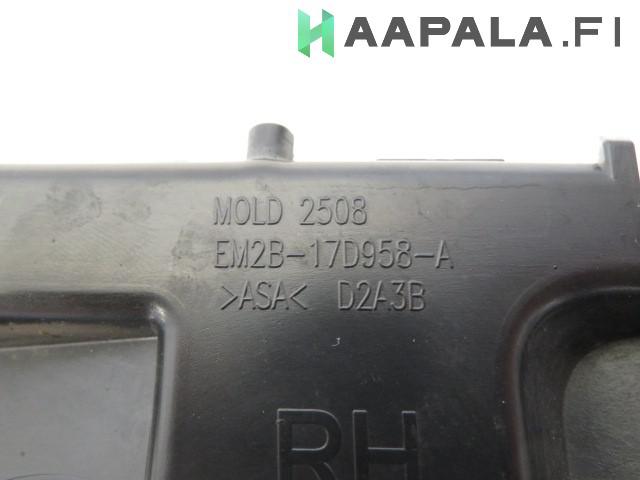 HAAPALA.FI
MOLD 2508
EM2B-17D958-A
>ASA< D2A3B
RH